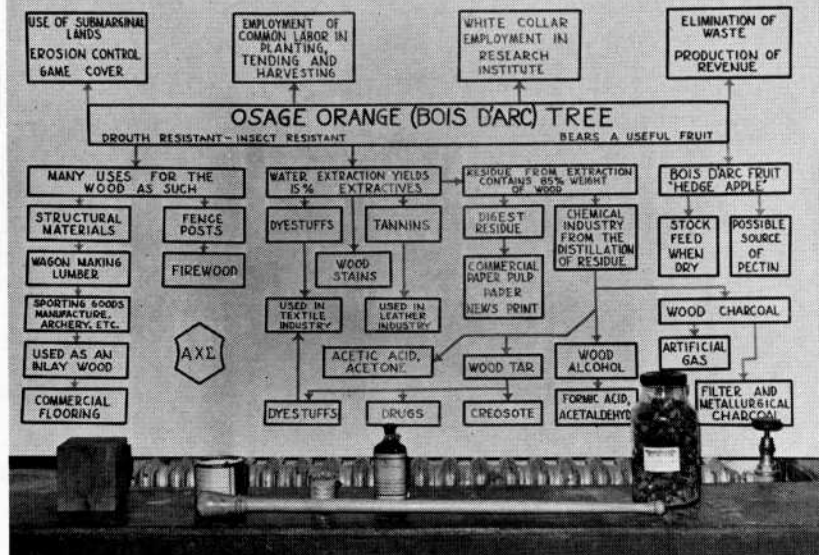 USE OF SUBMARGINAL
LANDS
EROSION CONTROL
GAME COVER
EMPLOYMENT OF
COMMON LABOR IN
PLANTING,
TENDING AND
HARVESTING
WHITE COLLAR
EMPLOYMENT IN
RESEARCH
INSTITUTE
ELIMINATION OF
WASTE
PRODUCTION OF
REVENUE
OSAGE ORANGE (BOIS D'ARC) TREE
DROUTH RESISTANT-INSECT RESISTANT
BEARS A USEFUL FRUIT
MANY USES FOR THE
WOOD AS SUCH
STRUCTURAL
MATERIALS
WAGON MAKING
LUMBER
SPORTING GOODS
MANUFACTURE,
ARCHERY, ETC.
USED AS AN
INLAY WOOD
COMMERCIAL
FLOORING
FENCE
POSTS
FIREWOOD
ΑΧΣ
WATER EXTRACTION YIELDS
15% EXTRACTIVES
DYESTUFFS
WOOD
STAINS
TANNINS
USED IN
TEXTILE
INDUSTRY
USED IN
LEATHER
INDUSTRY
RESIDUE FROM EXTRACTION
CONTAINS 85% WEIGHT
OF WOOD
DIGEST
RESIDUE
COMMERCIAL
PAPER PULP
PAPER
NEWS PRINT
CHEMICAL
INDUSTRY
FROM THE
DISTILLATION
OF RESIDUE
ACETIC ACID,
ACETONE
WOOD TAR
WOOD
ALCOHOL
DYESTUFFS
DRUGS
CREOSOTE
FORMIC ACID,
ACETALDEHYD
BOIS D'ARC FRUIT
"HEDGE APPLE"
STOCK
FEED
WHEN
DRY
POSSIBLE
SOURCE
OF
PECTIN
WOOD CHARCOAL
ARTIFICIAL
GAS
FILTER AND
METALLURGICAL
CHARCOAL